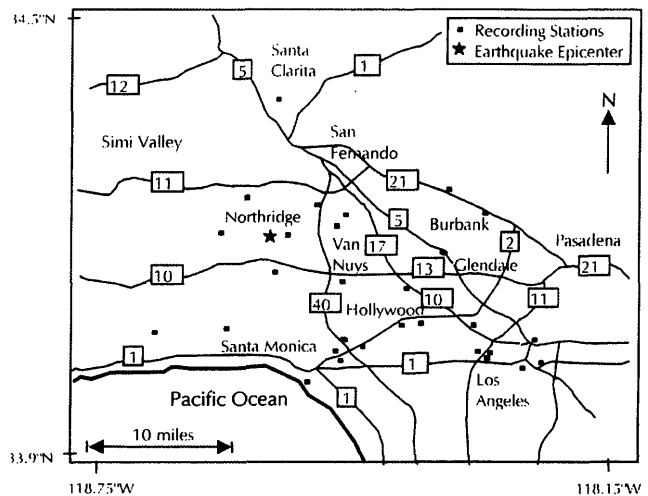 34.5°N
Recording Stations
Earthquake Epicenter
Santa
Clarita
5
1
12
N
Simi Valley
San
Fernando
11
21
Northridge
5
Burbank
Van
Nuys
17
2
Pasadena
10
13
Glendale
21
40
Hollywood
10
11
Santa Monica
1
1
Pacific Ocean
1
Los
Angeles
10 miles
33.9°N
118.75°W
118.15°W